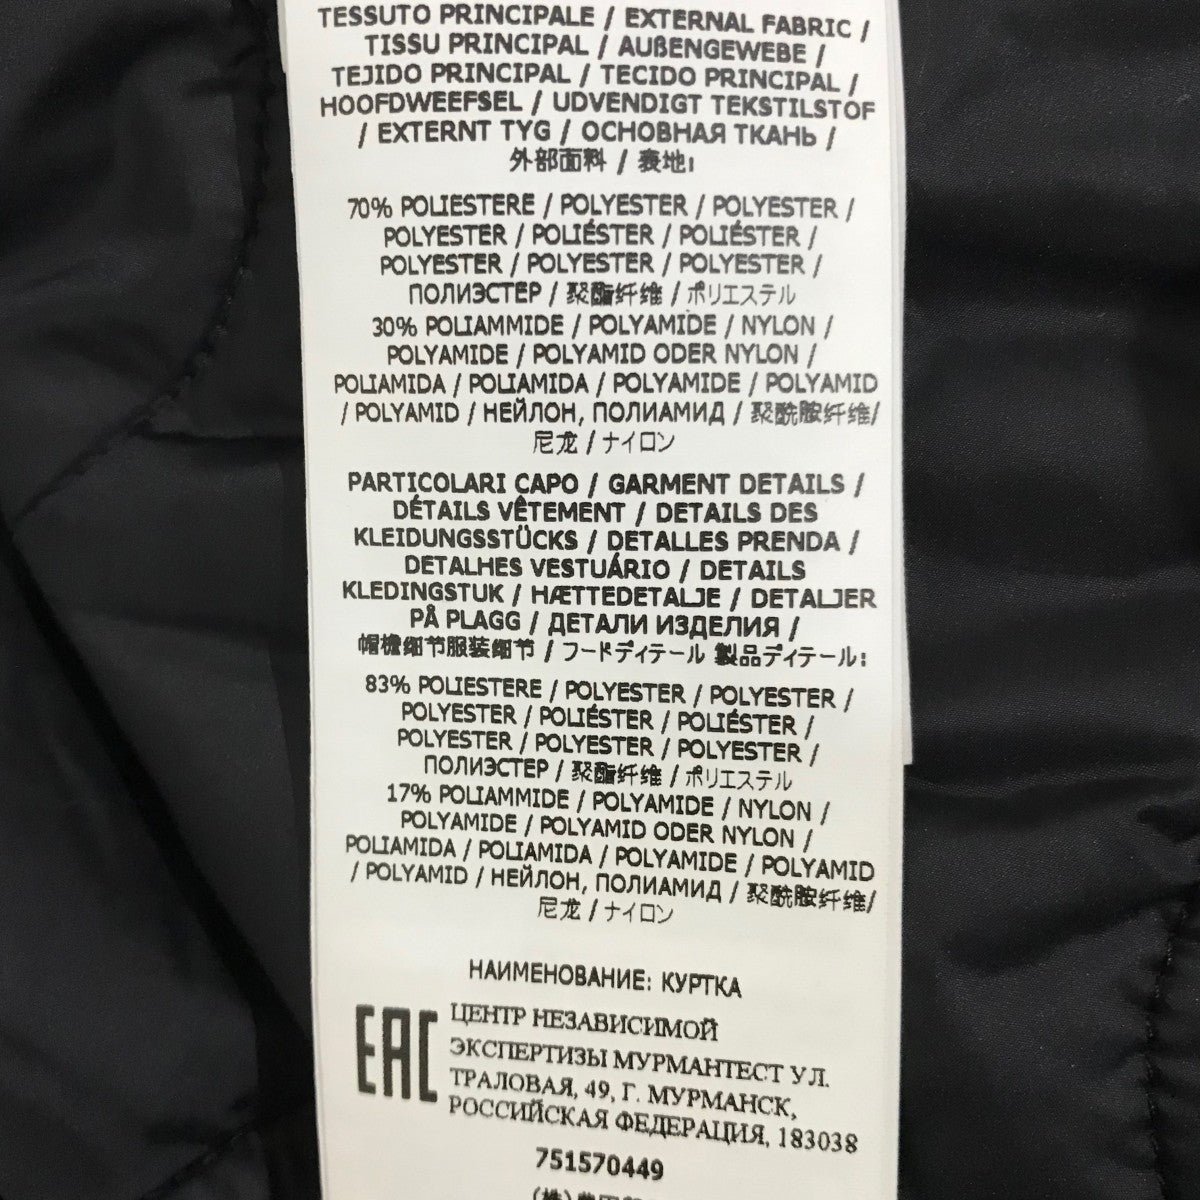 TESSUTO PRINCIPALE / EXTERNAL FABRIC /
TISSU PRINCIPAL / AUßENGEWEBE /
TEJIDO PRINCIPAL / TECIDO PRINCIPAL /
HOOFDWEEFSEL / UDVENDIGT TEKSTILSTOF
/ EXTERNT TYG / ОСНОВНАЯ ТКАНЬ /
外部面料 / 表地:
70% POLIESTERE / POLYESTER / POLYESTER /
POLYESTER / POLIÉSTER / POLIÉSTER /
POLYESTER / POLYESTER / POLYESTER /
ПОЛИЭСТЕР / 聚酯纤维 / ポリエステル
30% POLIAMMIDE / POLYAMIDE / NYLON /
POLYAMIDE / POLYAMID ODER NYLON /
POLIAMIDA / POLIAMIDA / POLYAMIDE / POLYAMID
/ POLYAMID / НЕЙЛОН, ПОЛИАМИД / 聚酰胺纤维/
尼龙 / ナイロン
PARTICOLARI CAPO / GARMENT DETAILS /
DÉTAILS VÊTEMENT / DETAILS DES
KLEIDUNGSSTÜCKS / DETALLES PRENDA /
DETALHES VESTUÁRIO / DETAILS
KLEDINGSTUK / HÆTTEDETALJE / DETALJER
PÅ PLAGG / ДЕТАЛИ ИЗДЕЛИЯ /
帽檐细节服装细节 / フードディテール 製品ディテール:
83% POLIESTERE / POLYESTER / POLYESTER /
POLYESTER / POLIÉSTER / POLIÉSTER /
POLYESTER / POLYESTER / POLYESTER /
ПОЛИЭСТЕР / 聚酯纤维 / ポリエステル
17% POLIAMMIDE / POLYAMIDE / NYLON /
POLYAMIDE / POLYAMID ODER NYLON /
POLIAMIDA / POLIAMIDA / POLYAMIDE / POLYAMID
/ POLYAMID / НЕЙЛОН, ПОЛИАМИД / 聚酰胺纤维/
尼龙 / ナイロン
НАИМЕНОВАНИЕ: КУРТКА
EAC
ЦЕНТР НЕЗАВИСИМОЙ
ЭКСПЕРТИЗЫ МУРМАНТЕСТ УЛ.
ТРАЛОВАЯ, 49, Г. МУРМАНСК,
РОССИЙСКАЯ ФЕДЕРАЦИЯ, 183038
751570449